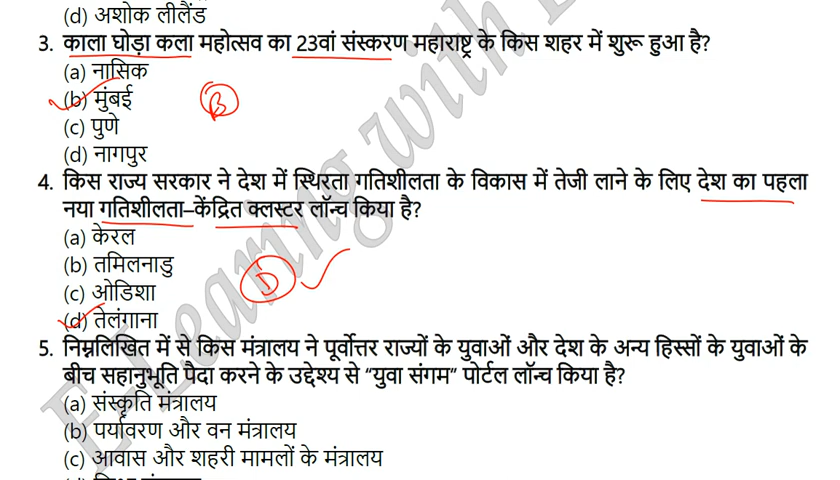 (d) अशोक लीलैंड
3. काला घोड़ा कला महोत्सव का 23वां संस्करण महाराष्ट्र के किस शहर में शुरू हुआ है?
(a) नासिक
(b) मुंबई
B
(c) पुणे
(d) नागपुर
4. किस राज्य सरकार ने देश में स्थिरता गतिशीलता के विकास में तेजी लाने के लिए देश का पहला
नया गतिशीलता–केंद्रित क्लस्टर लॉन्च किया है?
(a) केरल
(b) तमिलनाडु
D
(c) ओडिशा
(d) तेलंगाना
5. निम्नलिखित में से किस मंत्रालय ने पूर्वोत्तर राज्यों के युवाओं और देश के अन्य हिस्सों के युवाओं के
बीच सहानुभूति पैदा करने के उद्देश्य से “युवा संगम” पोर्टल लॉन्च किया है?
(a) संस्कृति मंत्रालय
(b) पर्यावरण और वन मंत्रालय
(c) आवास और शहरी मामलों के मंत्रालय
E-Learning with